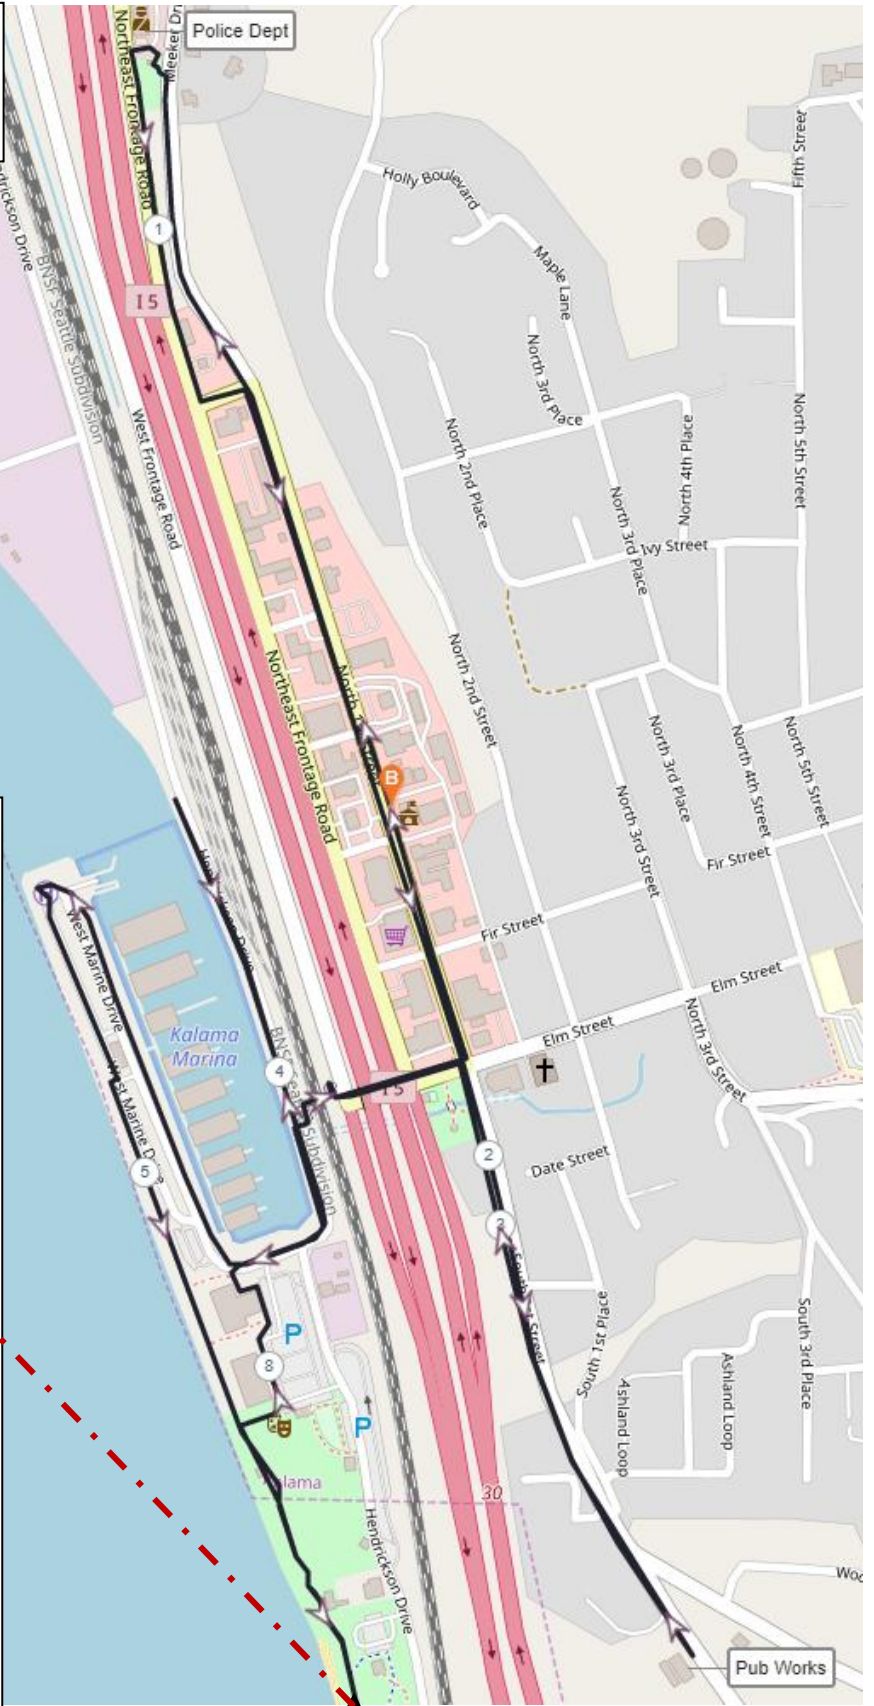 Police Dept
Meeker Dr
Northeast Frontage Road
drickson Drive
BNSF Seattle Subdivision
1
I 5
Holly Boulevard
Maple Lane
Fifth Street
North 3rd Place
North 2nd Place
North 4th Place
North 5th Street
West Frontage Road
North 3rd Place
Ivy Street
North 2nd Street
Northeast Frontage Road
B
North 3rd Place
North 4th Street
North 5th Street
North 3rd Street
Fir Street
Fir Street
Elm Street
Elm Street
North 3rd Street
West Marine Drive
Kalama
Marina
4
I 5
West Marine Drive
5
2
3
Date Street
South 1st Place
South 3rd Place
Ashland Loop
Ashland Loop
P
8
P
30
Hendrickson Drive
Woo
Pub Works